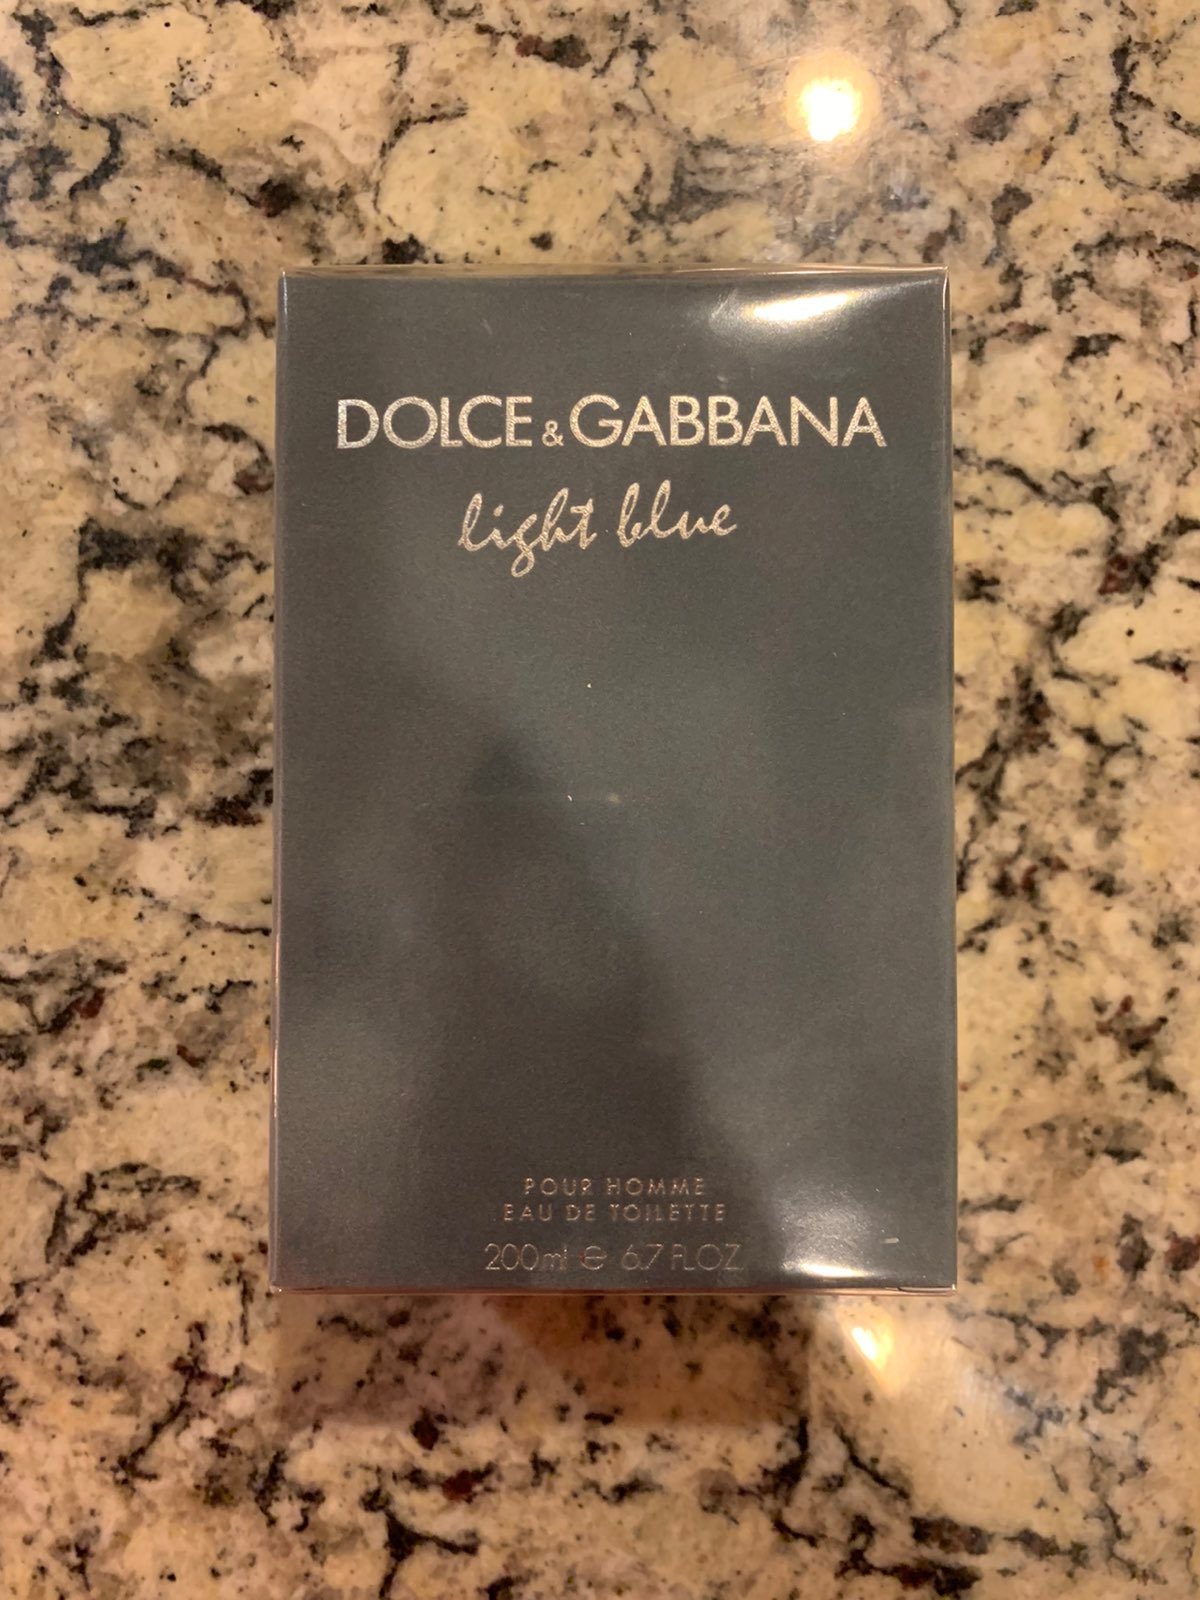 DOLCE & GABBANA
light blue
POUR HOMME
EAU DE TOILETTE
200ml e 6.7 FL.OZ.